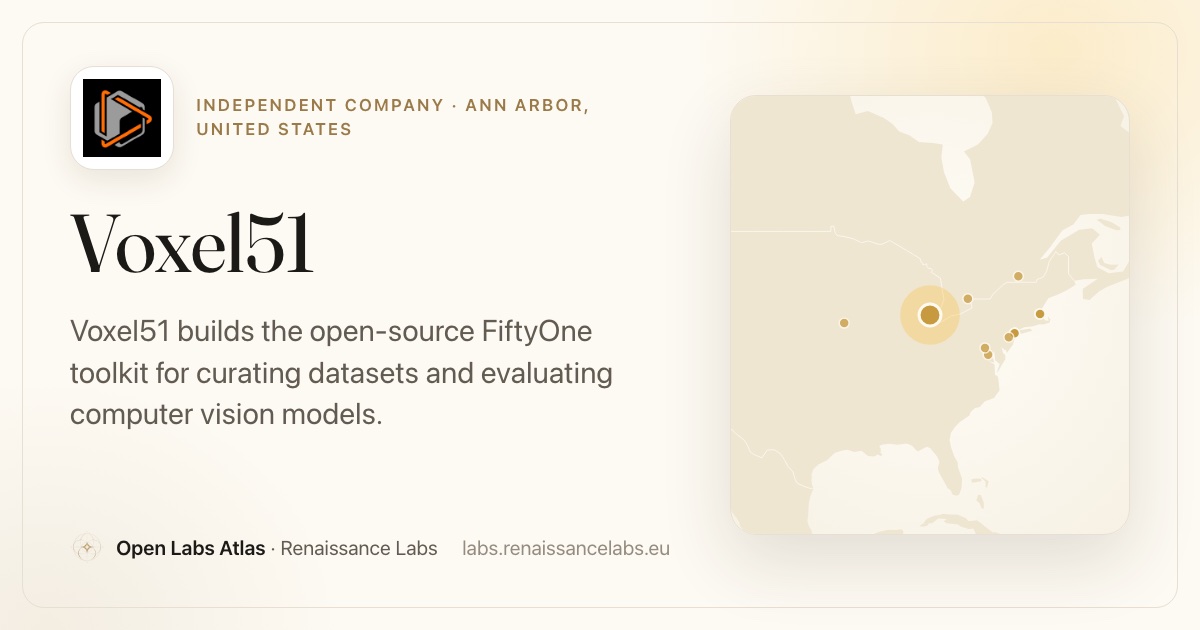 INDEPENDENT COMPANY · ANN ARBOR,
UNITED STATES
Voxel51
Voxel51 builds the open-source FiftyOne
toolkit for curating datasets and evaluating
computer vision models.
Open Labs Atlas · Renaissance Labs labs.renaissancelabs.eu